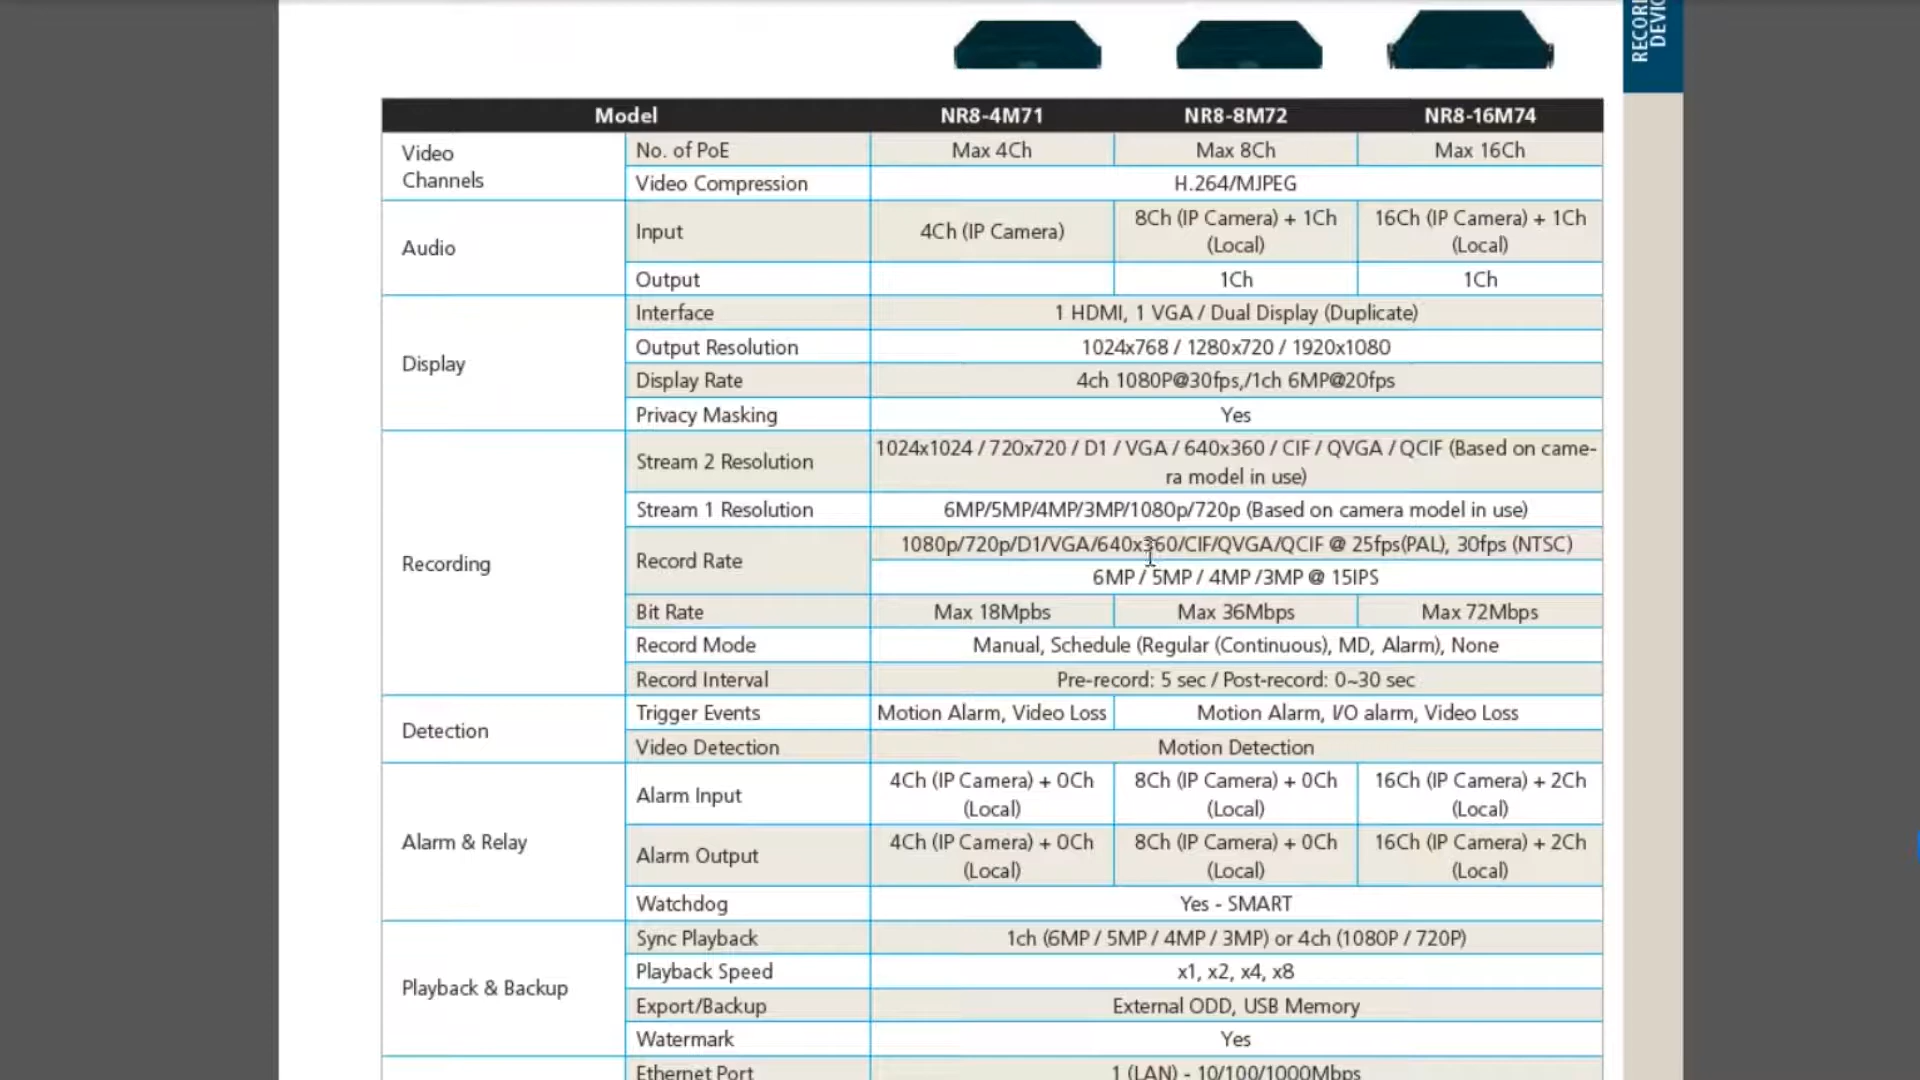 RECORD
DEVIC
Model NR8-4M71 NR8-8M72 NR8-16M74
Video
Channels
No. of PoE Max 4Ch Max 8Ch Max 16Ch
Video Compression H.264/MJPEG
Audio
Input 4Ch (IP Camera) 8Ch (IP Camera) + 1Ch
(Local) 16Ch (IP Camera) + 1Ch
(Local)
Output 1Ch 1Ch
Display
Interface 1 HDMI, 1 VGA / Dual Display (Duplicate)
Output Resolution 1024x768 / 1280x720 / 1920x1080
Display Rate 4ch 1080P@30fps,/1ch 6MP@20fps
Privacy Masking Yes
Recording
Stream 2 Resolution 1024x1024 / 720x720 / D1 / VGA / 640x360 / CIF / QVGA / QCIF (Based on came-
ra model in use)
Stream 1 Resolution 6MP/5MP/4MP/3MP/1080p/720p (Based on camera model in use)
Record Rate 1080p/720p/D1/VGA/640x360/CIF/QVGA/QCIF @ 25fps(PAL), 30fps (NTSC)
6MP / 5MP / 4MP /3MP @ 15IPS
Bit Rate Max 18Mpbs Max 36Mbps Max 72Mbps
Record Mode Manual, Schedule (Regular (Continuous), MD, Alarm), None
Record Interval Pre-record: 5 sec / Post-record: 0~30 sec
Detection
Trigger Events Motion Alarm, Video Loss Motion Alarm, I/O alarm, Video Loss
Video Detection Motion Detection
Alarm & Relay
Alarm Input 4Ch (IP Camera) + 0Ch
(Local) 8Ch (IP Camera) + 0Ch
(Local) 16Ch (IP Camera) + 2Ch
(Local)
Alarm Output 4Ch (IP Camera) + 0Ch
(Local) 8Ch (IP Camera) + 0Ch
(Local) 16Ch (IP Camera) + 2Ch
(Local)
Watchdog Yes - SMART
Playback & Backup
Sync Playback 1ch (6MP / 5MP / 4MP / 3MP) or 4ch (1080P / 720P)
Playback Speed x1, x2, x4, x8
Export/Backup External ODD, USB Memory
Watermark Yes
Ethernet Port 1 (LAN) - 10/100/1000Mbps